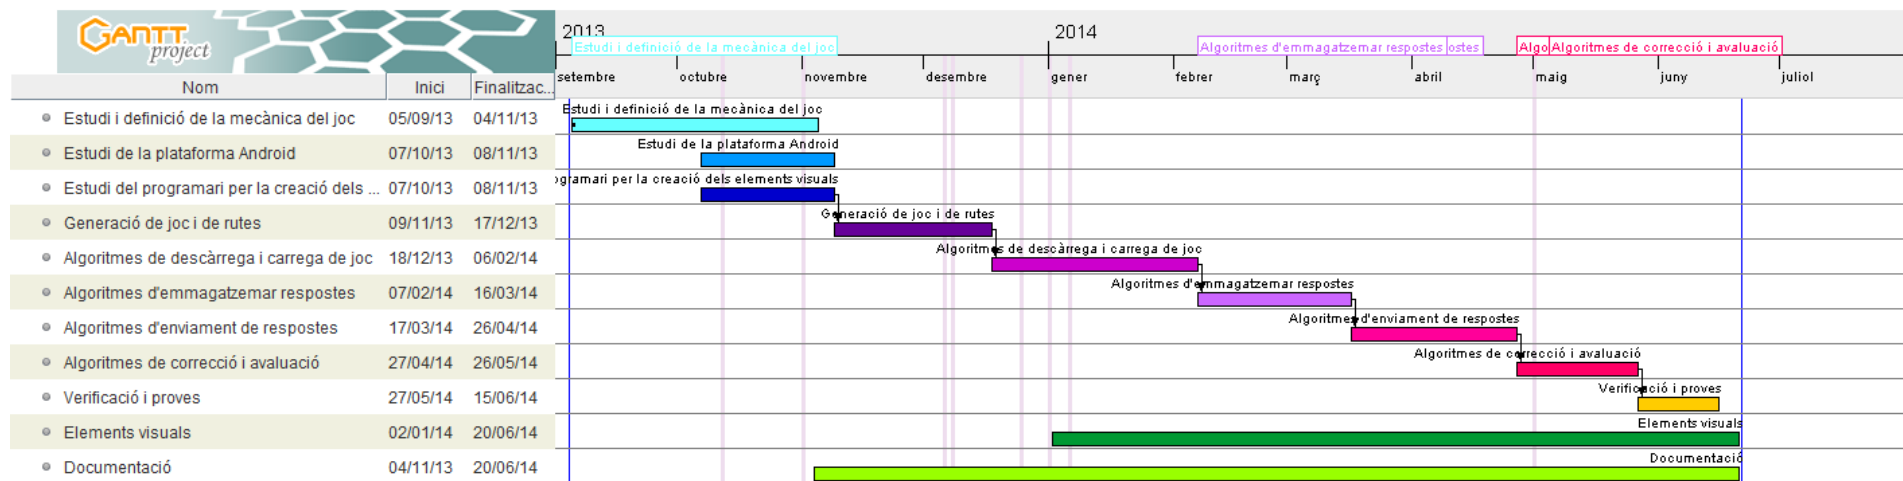 GANTT
project
2013
2014
Estudi i definició de la mecànica del joc
Algoritmes d'emmagatzemar respostes
ostes
Algo
Algoritmes de correcció i avaluació
setembre octubre novembre desembre gener febrer març abril maig juny juliol
Nom Inici Finalitzac...
Estudi i definició de la mecànica del joc 05/09/13 04/11/13
Estudi i definició de la mecànica del joc
Estudi de la plataforma Android 07/10/13 08/11/13
Estudi de la plataforma Android
Estudi del programari per la creació dels ... 07/10/13 08/11/13
ogramari per la creació dels elements visuals
Generació de joc i de rutes 09/11/13 17/12/13
Generació de joc i de rutes
Algoritmes de descàrrega i carrega de joc 18/12/13 06/02/14
Algoritmes de descàrrega i carrega de joc
Algoritmes d'emmagatzemar respostes 07/02/14 16/03/14
Algoritmes d'emmagatzemar respostes
Algoritmes d'enviament de respostes 17/03/14 26/04/14
Algoritmes d'enviament de respostes
Algoritmes de correcció i avaluació 27/04/14 26/05/14
Algoritmes de correcció i avaluació
Verificació i proves 27/05/14 15/06/14
Verificació i proves
Elements visuals 02/01/14 20/06/14
Elements visuals
Documentació 04/11/13 20/06/14
Documentació